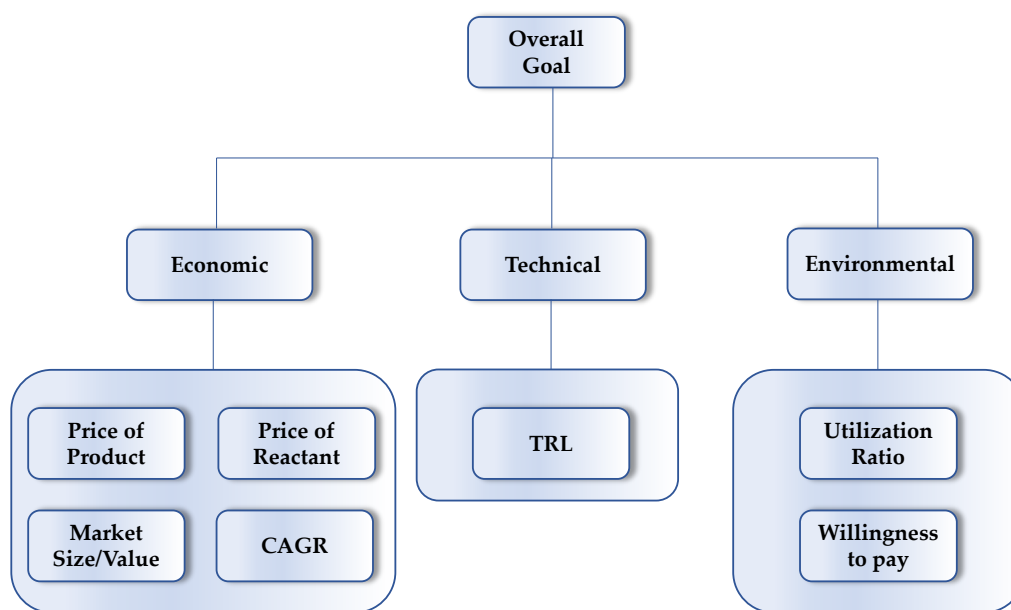 Overall
Goal
Economic
Technical
Environmental
Price of
Product
Price of
Reactant
TRL
Utilization
Ratio
Market
Size/Value
CAGR
Willingness
to pay